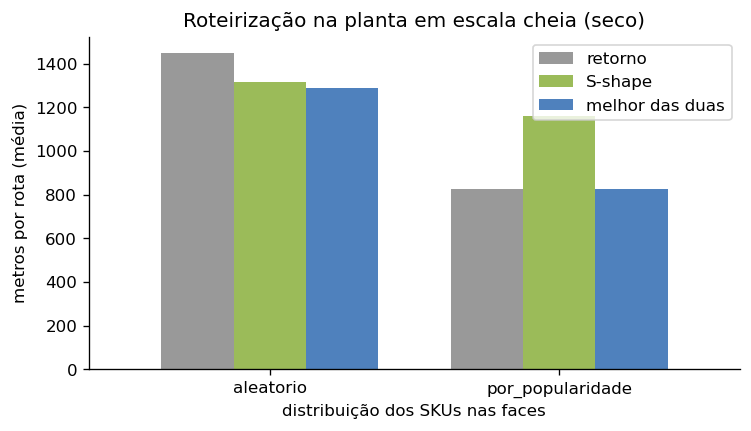 Roteirização na planta em escala cheia (seco)
retorno
S-shape
melhor das duas
metros por rota (média)
1400
1200
1000
800
600
400
200
0
aleatorio
por_popularidade
distribuição dos SKUs nas faces